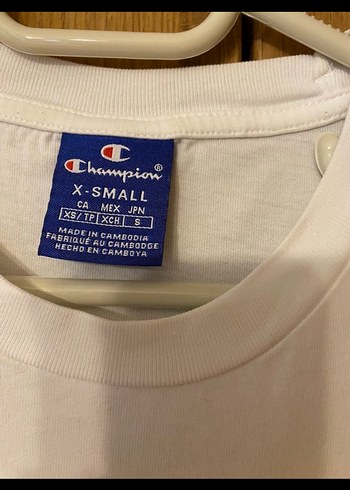 Champion®
X-SMALL
CA MEX JPN
XS/TP XCH S
MADE IN CAMBODIA
FABRIQUÉ AU CAMBODGE
HECHO EN CAMBOYA